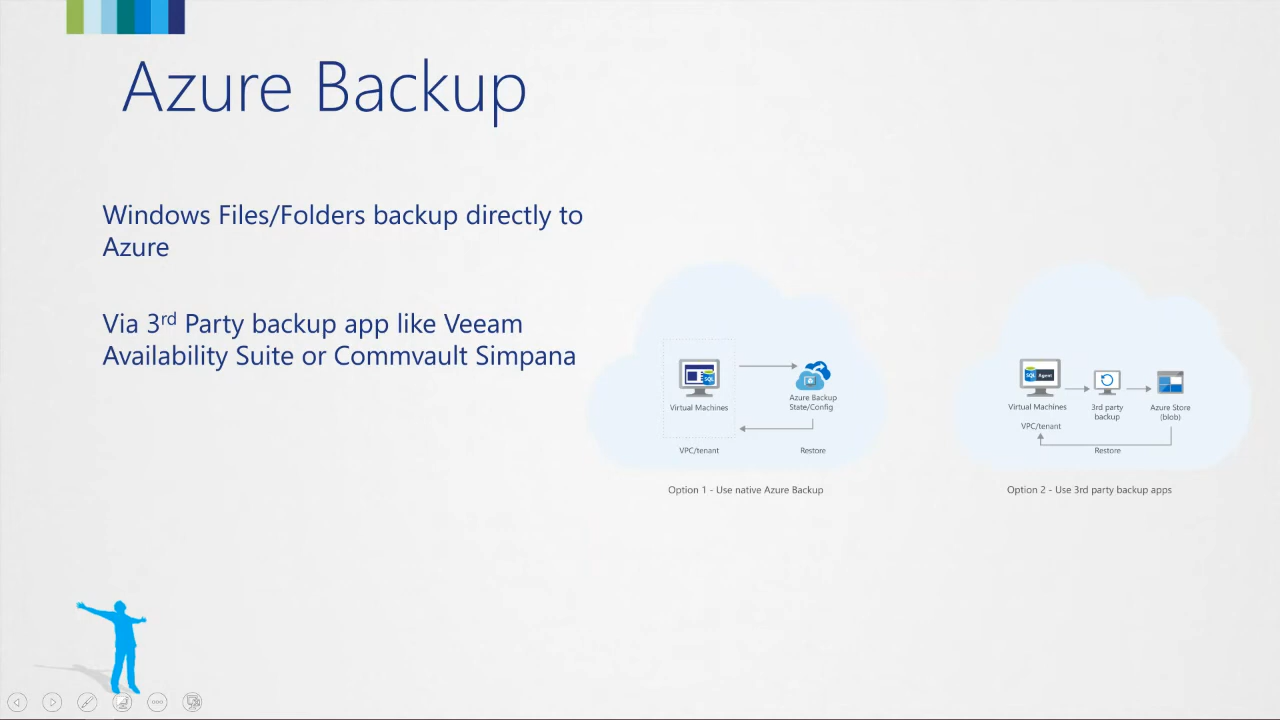 Azure Backup
Windows Files/Folders backup directly to
Azure
Via 3rd Party backup app like Veeam
Availability Suite or Commvault Simpana
SQL
Virtual Machines
Azure Backup
State/Config
VPC/tenant
Restore
Option 1 - Use native Azure Backup
SQL Agent
Virtual Machines
3rd party
backup
Azure Store
(blob)
VPC/tenant
Restore
Option 2 - Use 3rd party backup apps